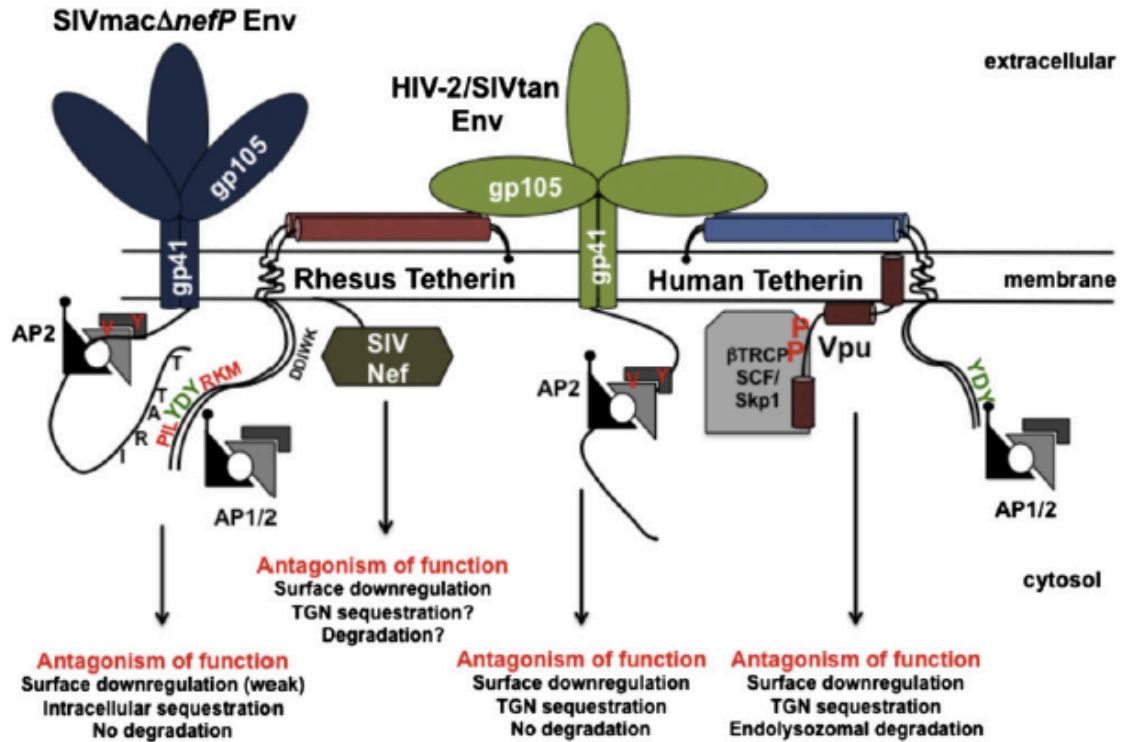 SIVmacΔnefP Env
extracellular
HIV-2/SIVtan
Env
gp105
gp105
gp41
gp41
Rhesus Tetherin
Human Tetherin
membrane
AP2
V Y
DDIWK
SIV
Nef
AP2
V Y
βTRCP
SCF/
Skp1
P
P
Vpu
YDY
T
T
A
R
I
PIL YDY RKM
AP1/2
AP1/2
cytosol
Antagonism of function
Surface downregulation
TGN sequestration?
Degradation?
Antagonism of function
Surface downregulation (weak)
Intracellular sequestration
No degradation
Antagonism of function
Surface downregulation
TGN sequestration
No degradation
Antagonism of function
Surface downregulation
TGN sequestration
Endolysozomal degradation